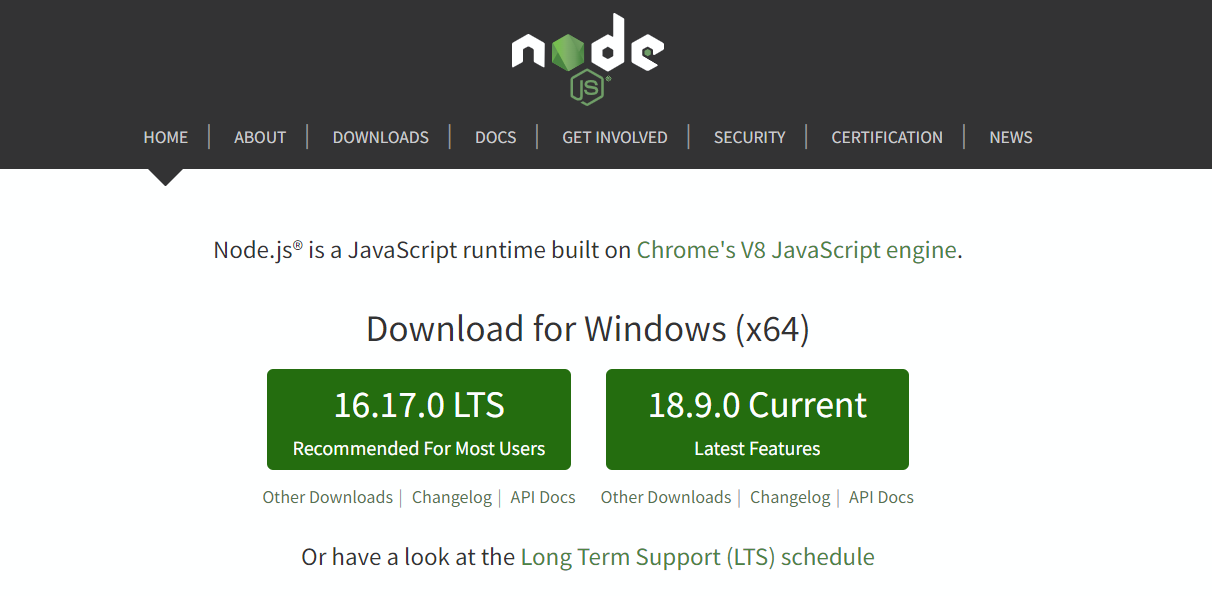 node
JS®
HOME | ABOUT | DOWNLOADS | DOCS | GET INVOLVED | SECURITY | CERTIFICATION | NEWS
Node.js® is a JavaScript runtime built on Chrome's V8 JavaScript engine.
Download for Windows (x64)
16.17.0 LTS
Recommended For Most Users
18.9.0 Current
Latest Features
Other Downloads | Changelog | API Docs
Other Downloads | Changelog | API Docs
Or have a look at the Long Term Support (LTS) schedule